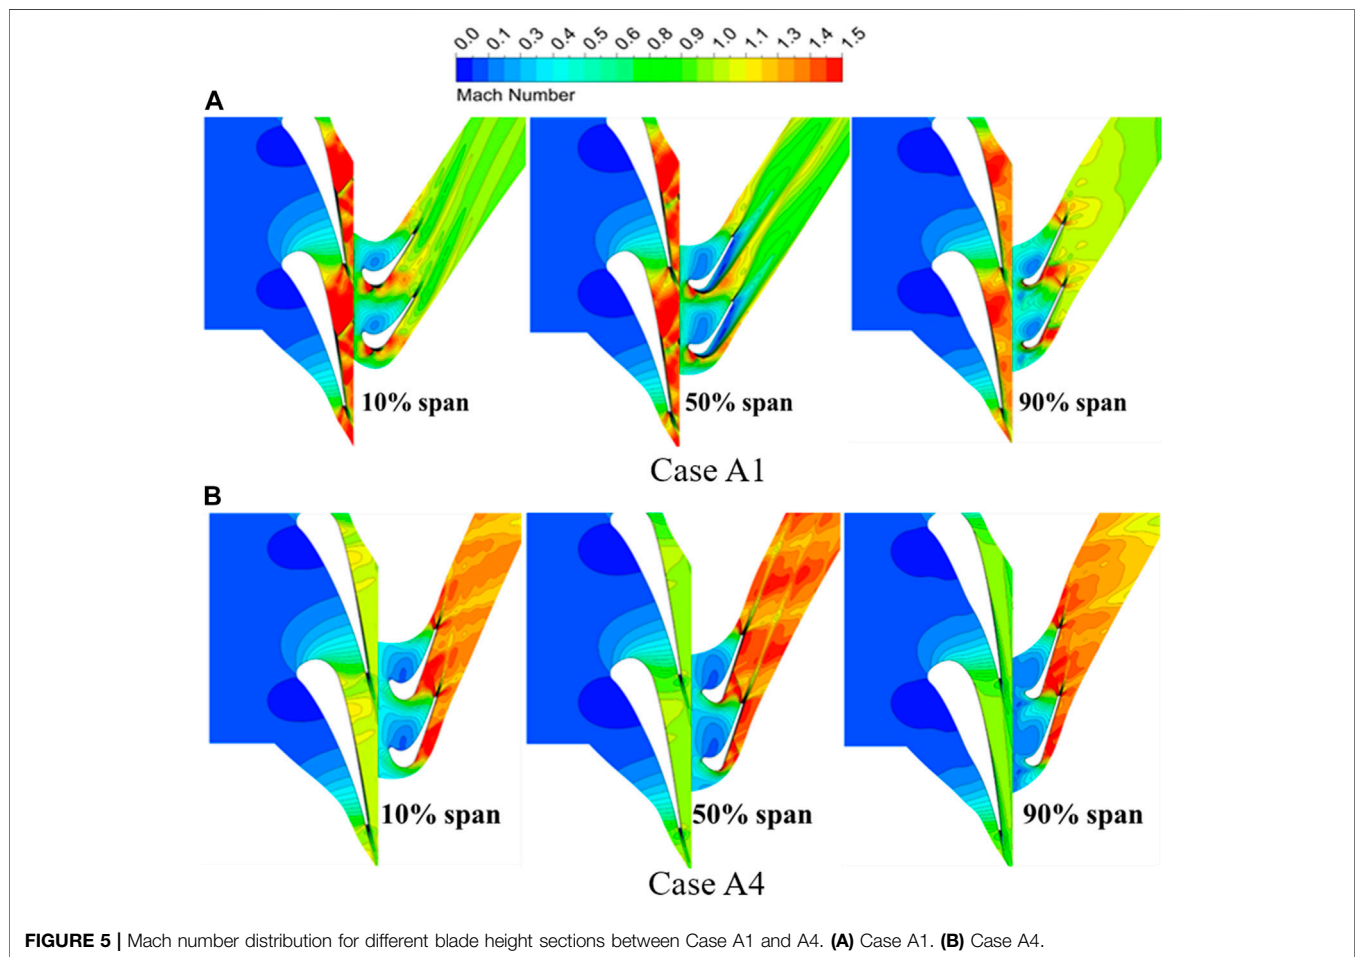 0.0 0.1 0.3 0.4 0.5 0.6 0.8 0.9 1.0 1.1 1.3 1.4 1.5
Mach Number
A
10% span 50% span 90% span
Case A1
B
10% span 50% span 90% span
Case A4
FIGURE 5 | Mach number distribution for different blade height sections between Case A1 and A4. (A) Case A1. (B) Case A4.